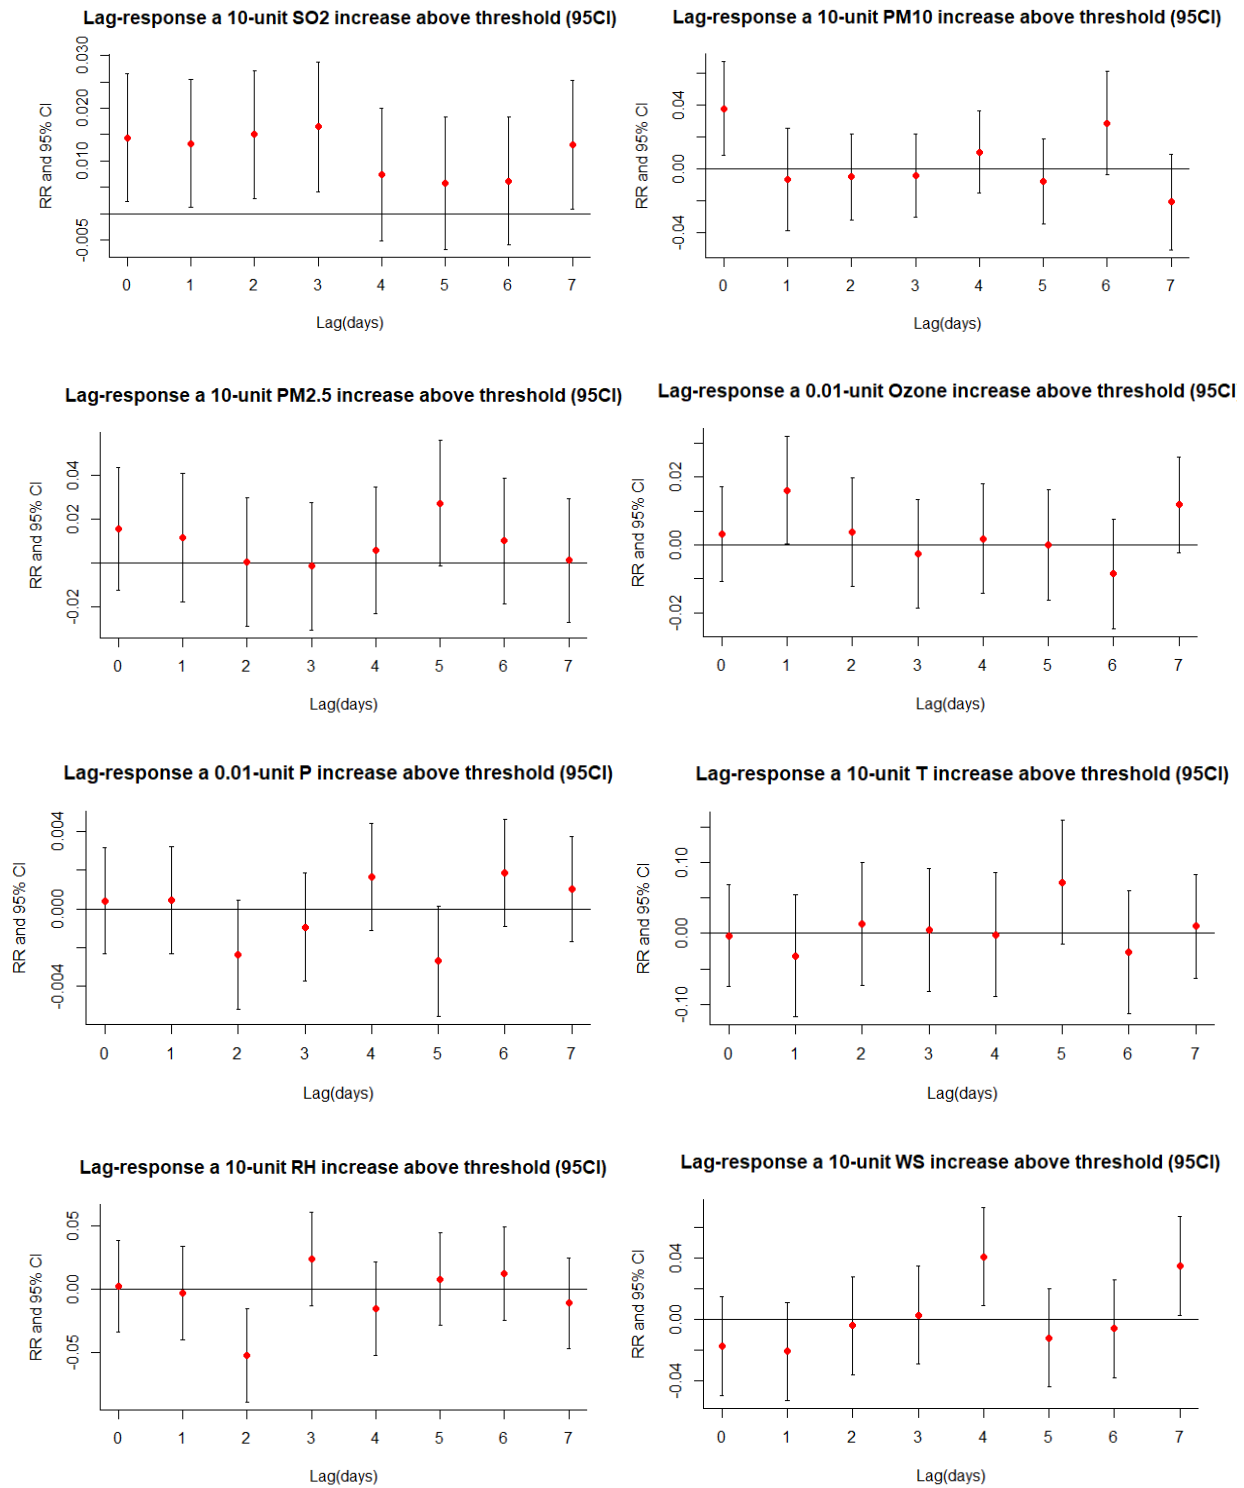 Lag-response a 10-unit SO2 increase above threshold (95CI)
RR and 95% CI
0.030
0.020
0.010
-0.005
0 1 2 3 4 5 6 7
Lag(days)
Lag-response a 10-unit PM10 increase above threshold (95CI)
RR and 95% CI
0.04
0.00
-0.04
0 1 2 3 4 5 6 7
Lag(days)
Lag-response a 10-unit PM2.5 increase above threshold (95CI)
RR and 95% CI
0.04
0.02
-0.02
0 1 2 3 4 5 6 7
Lag(days)
Lag-response a 0.01-unit Ozone increase above threshold (95CI
RR and 95% CI
0.02
0.00
-0.02
0 1 2 3 4 5 6 7
Lag(days)
Lag-response a 0.01-unit P increase above threshold (95CI)
RR and 95% CI
0.004
0.000
-0.004
0 1 2 3 4 5 6 7
Lag(days)
Lag-response a 10-unit T increase above threshold (95CI)
RR and 95% CI
0.10
0.00
-0.10
0 1 2 3 4 5 6 7
Lag(days)
Lag-response a 10-unit RH increase above threshold (95CI)
RR and 95% CI
0.05
0.00
-0.05
0 1 2 3 4 5 6 7
Lag(days)
Lag-response a 10-unit WS increase above threshold (95CI)
RR and 95% CI
0.04
0.00
-0.04
0 1 2 3 4 5 6 7
Lag(days)